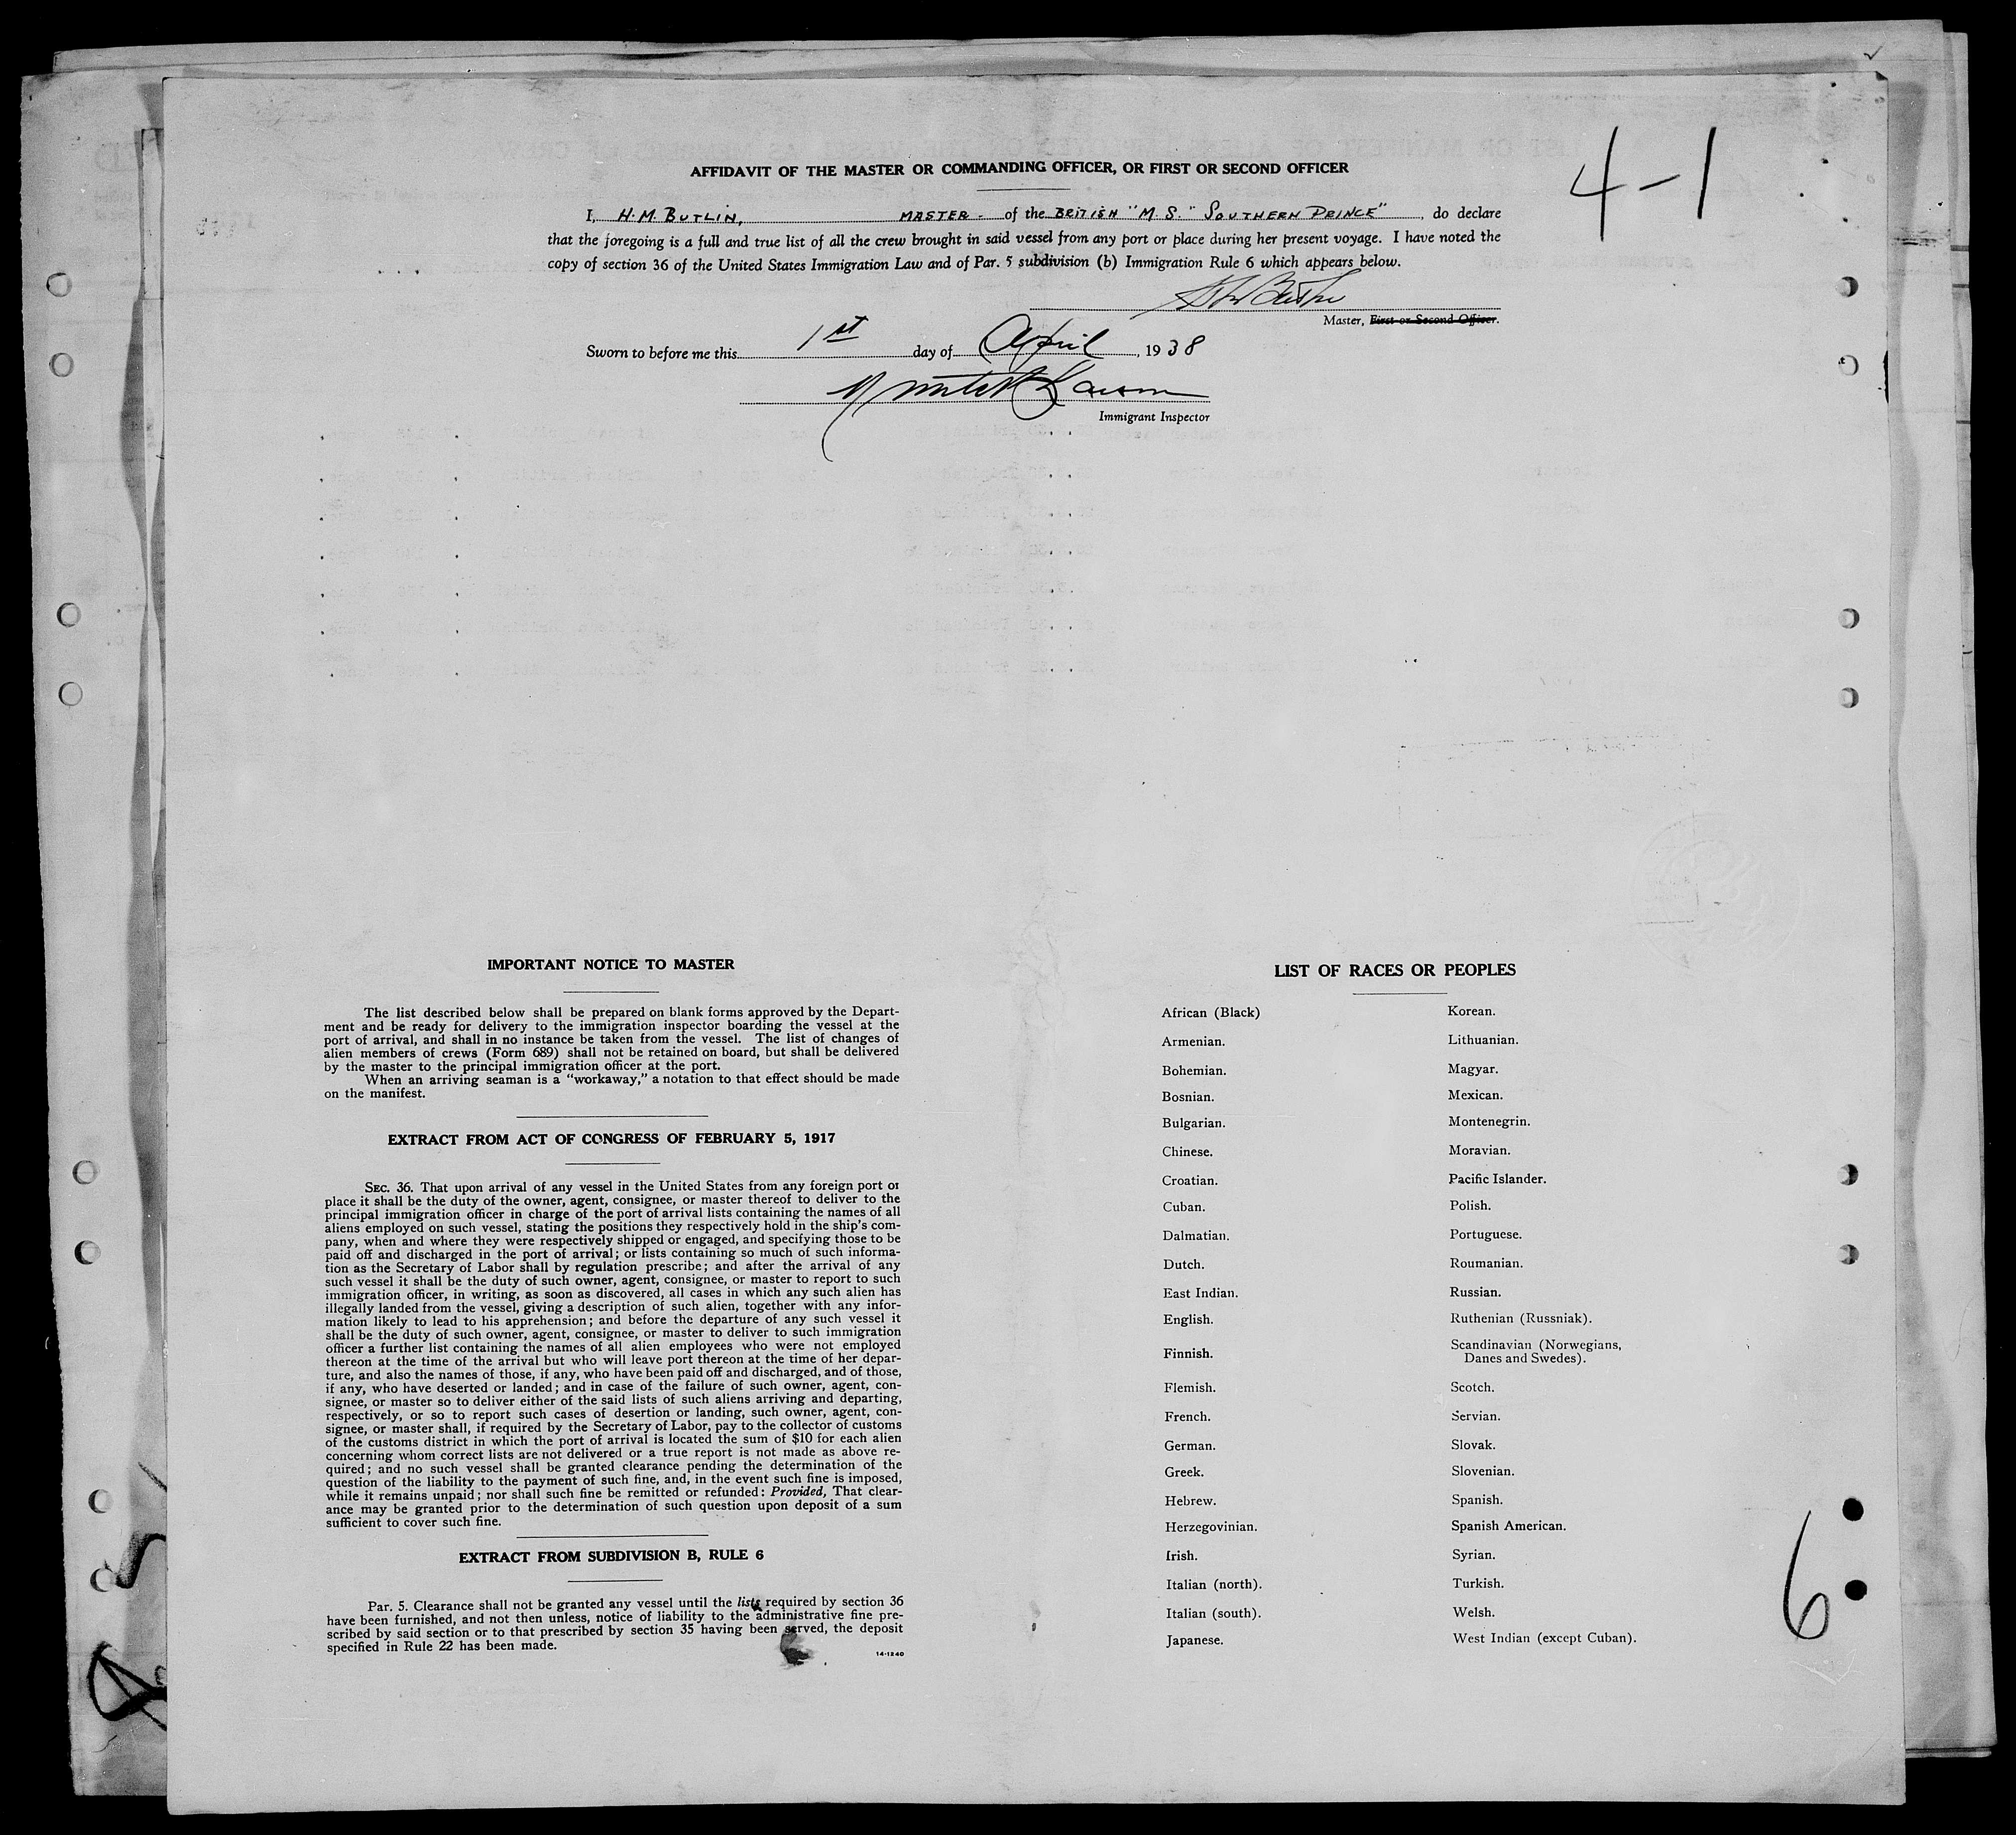 4-1
AFFIDAVIT OF THE MASTER OR COMMANDING OFFICER, OR FIRST OR SECOND OFFICER
I, H.M. BUTLIN, MASTER - of the BRITISH "M.S." SOUTHERN PRINCE", do declare
that the foregoing is a full and true list of all the crew brought in said vessel from any port or place during her present voyage. I have noted the
copy of section 36 of the United States Immigration Law and of Par. 5 subdivision (b) Immigration Rule 6 which appears below.
Master, First or Second Officer.
Sworn to before me this 1st day of April, 1938
Immigrant Inspector
IMPORTANT NOTICE TO MASTER
The list described below shall be prepared on blank forms approved by the Depart-
ment and be ready for delivery to the immigration inspector boarding the vessel at the
port of arrival, and shall in no instance be taken from the vessel. The list of changes of
alien members of crews (Form 689) shall not be retained on board, but shall be delivered
by the master to the principal immigration officer at the port.
When an arriving seaman is a "workaway," a notation to that effect should be made
on the manifest.
EXTRACT FROM ACT OF CONGRESS OF FEBRUARY 5, 1917
SEC. 36. That upon arrival of any vessel in the United States from any foreign port or
place it shall be the duty of the owner, agent, consignee, or master thereof to deliver to the
principal immigration officer in charge of the port of arrival lists containing the names of all
aliens employed on such vessel, stating the positions they respectively hold in the ship's com-
pany, when and where they were respectively shipped or engaged, and specifying those to be
paid off and discharged in the port of arrival; or lists containing so much of such informa-
tion as the Secretary of Labor shall by regulation prescribe; and after the arrival of any
such vessel it shall be the duty of such owner, agent, consignee, or master to report to such
immigration officer, in writing, as soon as discovered, all cases in which any such alien has
illegally landed from the vessel, giving a description of such alien, together with any infor-
mation likely to lead to his apprehension; and before the departure of any such vessel it
shall be the duty of such owner, agent, consignee, or master to deliver to such immigration
officer a further list containing the names of all alien employees who were not employed
thereon at the time of the arrival but who will leave port thereon at the time of her depar-
ture, and also the names of those, if any, who have been paid off and discharged, and of those,
if any, who have deserted or landed; and in case of the failure of such owner, agent, con-
signee, or master so to deliver either of the said lists of such aliens arriving and departing,
respectively, or so to report such cases of desertion or landing, such owner, agent, con-
signee, or master shall, if required by the Secretary of Labor, pay to the collector of customs
of the customs district in which the port of arrival is located the sum of $10 for each alien
concerning whom correct lists are not delivered or a true report is not made as above re-
quired; and no such vessel shall be granted clearance pending the determination of the
question of the liability to the payment of such fine, and, in the event such fine is imposed,
while it remains unpaid; nor shall such fine be remitted or refunded: Provided, That clear-
ance may be granted prior to the determination of such question upon deposit of a sum
sufficient to cover such fine.
EXTRACT FROM SUBDIVISION B, RULE 6
Par. 5. Clearance shall not be granted any vessel until the lists required by section 36
have been furnished, and not then unless, notice of liability to the administrative fine pre-
scribed by said section or to that prescribed by section 35 having been served, the deposit
specified in Rule 22 has been made.
14-1240
LIST OF RACES OR PEOPLES
African (Black)
Armenian.
Bohemian.
Bosnian.
Bulgarian.
Chinese.
Croatian.
Cuban.
Dalmatian.
Dutch.
East Indian.
English.
Finnish.
Flemish.
French.
German.
Greek.
Hebrew.
Herzegovinian.
Irish.
Italian (north).
Italian (south).
Japanese.
Korean.
Lithuanian.
Magyar.
Mexican.
Montenegrin.
Moravian.
Pacific Islander.
Polish.
Portuguese.
Roumanian.
Russian.
Ruthenian (Russniak).
Scandinavian (Norwegians,
Danes and Swedes).
Scotch.
Servian.
Slovak.
Slovenian.
Spanish.
Spanish American.
Syrian.
Turkish.
Welsh.
West Indian (except Cuban).
6